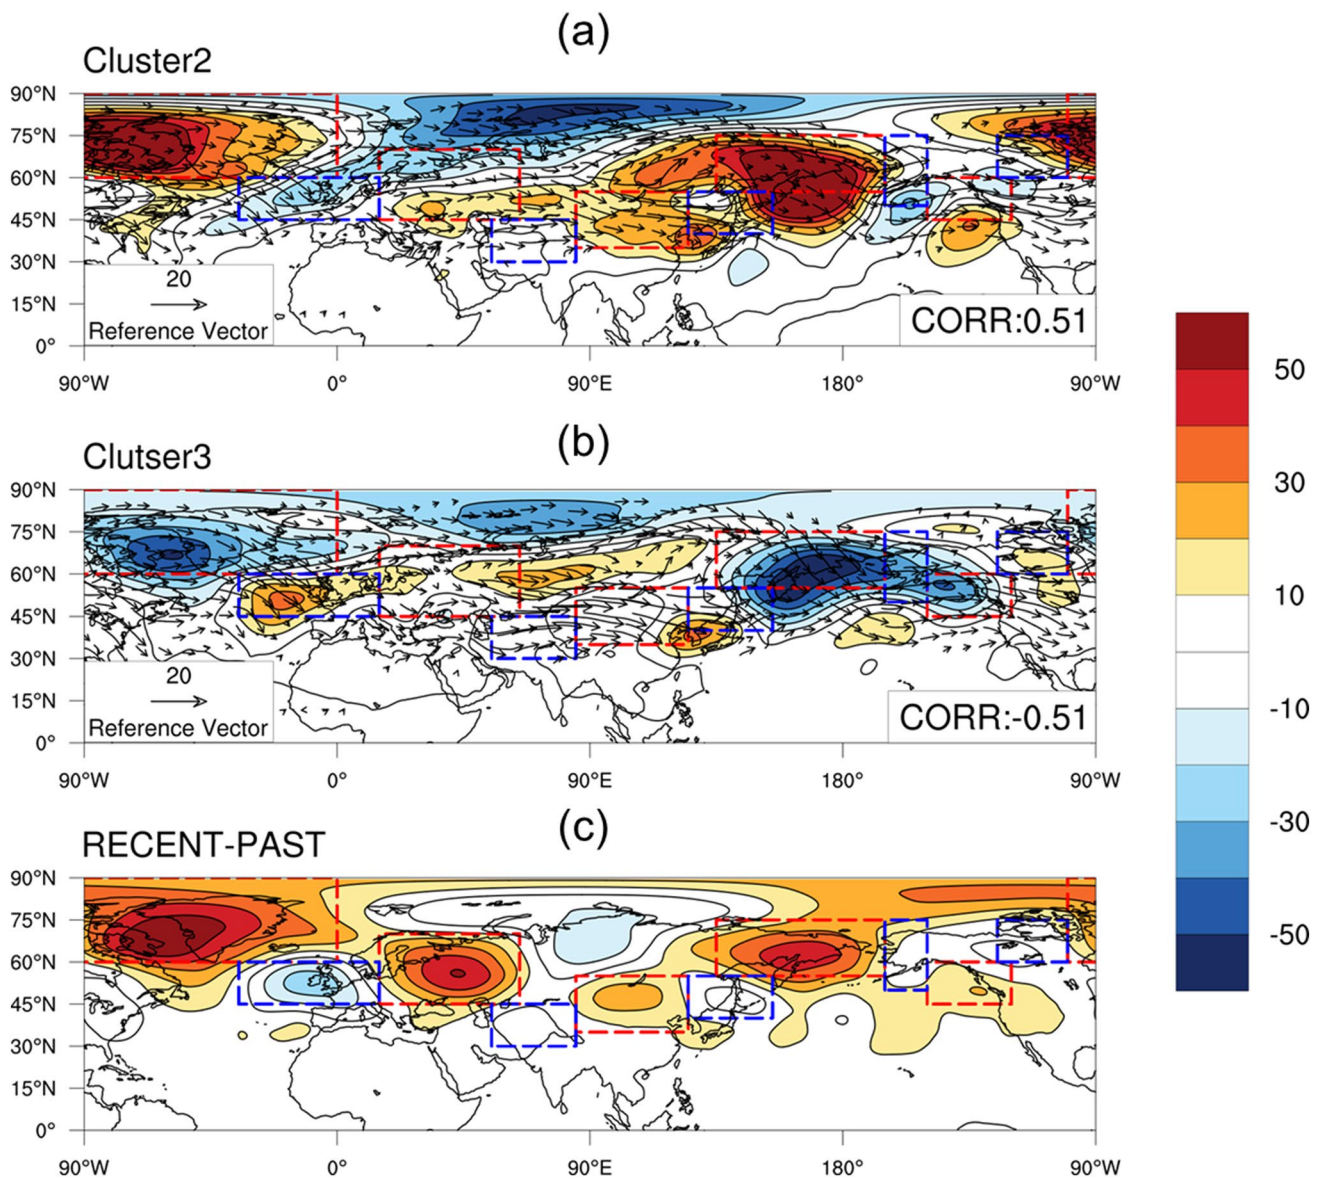 (a)
Cluster2
90°N
75°N
60°N
45°N
30°N
15°N
0°
20
Reference Vector
CORR:0.51
90°W
0°
90°E
180°
90°W
(b)
Clutser3
90°N
75°N
60°N
45°N
30°N
15°N
0°
20
Reference Vector
CORR:-0.51
90°W
0°
90°E
180°
90°W
(c)
RECENT-PAST
90°N
75°N
60°N
45°N
30°N
15°N
0°
90°W
0°
90°E
180°
90°W
50
30
10
-10
-30
-50